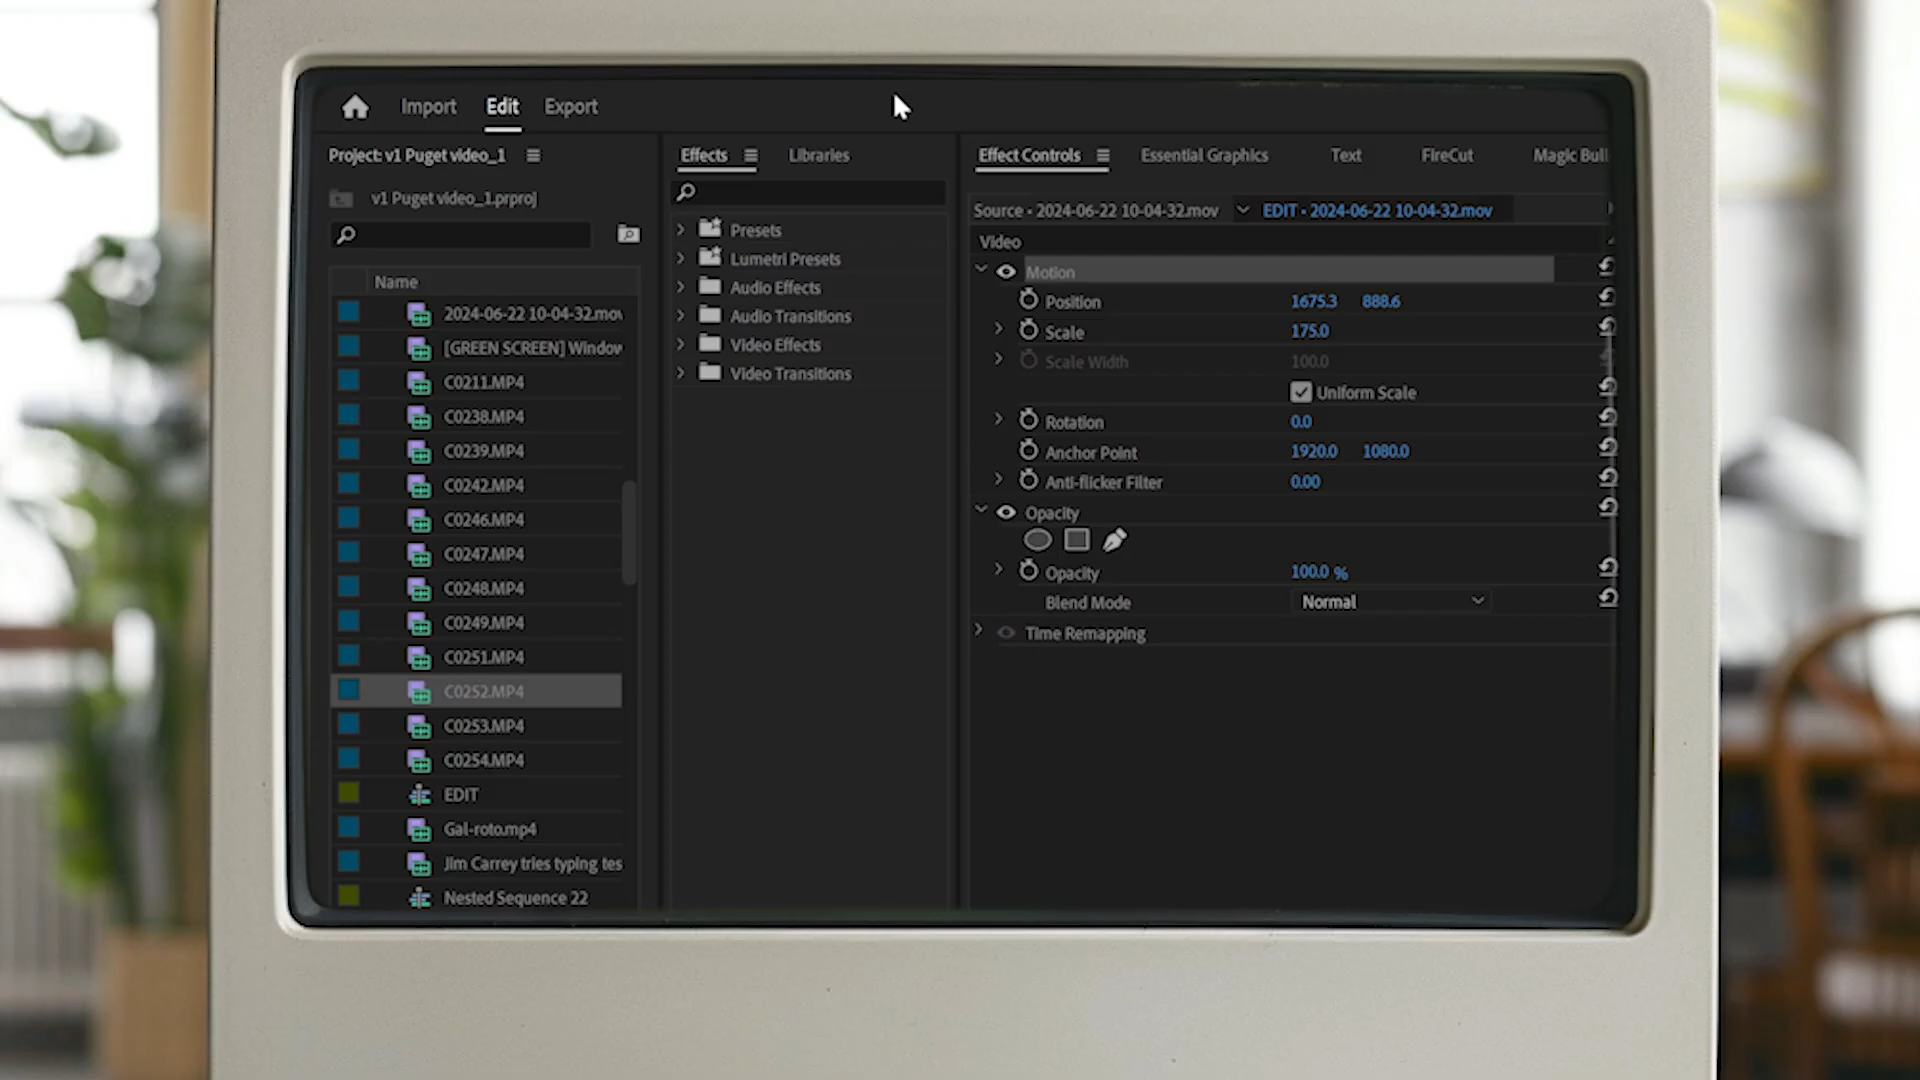 Import Edit Export
Project: v1 Puget video_1
v1 Puget video_1.prproj
Name
2024-06-22 10-04-32.mov
[GREEN SCREEN] Window
C0211.MP4
C0238.MP4
C0239.MP4
C0242.MP4
C0246.MP4
C0247.MP4
C0248.MP4
C0249.MP4
C0251.MP4
C0252.MP4
C0253.MP4
C0254.MP4
EDIT
Gal-roto.mp4
Jim Carrey tries typing tes
Nested Sequence 22
Effects Libraries
Presets
Lumetri Presets
Audio Effects
Audio Transitions
Video Effects
Video Transitions
Effect Controls Essential Graphics Text FireCut Magic Bull
Source • 2024-06-22 10-04-32.mov EDIT • 2024-06-22 10-04-32.mov
Video
Motion
Position 1675.3 888.6
Scale 175.0
Scale Width 100.0
Uniform Scale
Rotation 0.0
Anchor Point 1920.0 1080.0
Anti-flicker Filter 0.00
Opacity
Opacity 100.0 %
Blend Mode Normal
Time Remapping